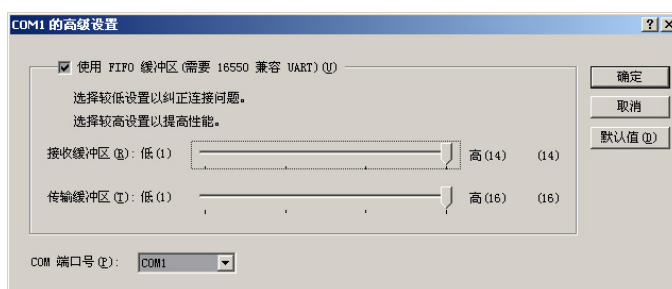 COM1 的高级设置
使用 FIFO 缓冲区(需要 16550 兼容 UART)(U)
选择较低设置以纠正连接问题。
选择较高设置以提高性能。
接收缓冲区(R): 低(1) 高(14) (14)
传输缓冲区(T): 低(1) 高(16) (16)
COM 端口号(P): COM1
确定
取消
默认值(D)